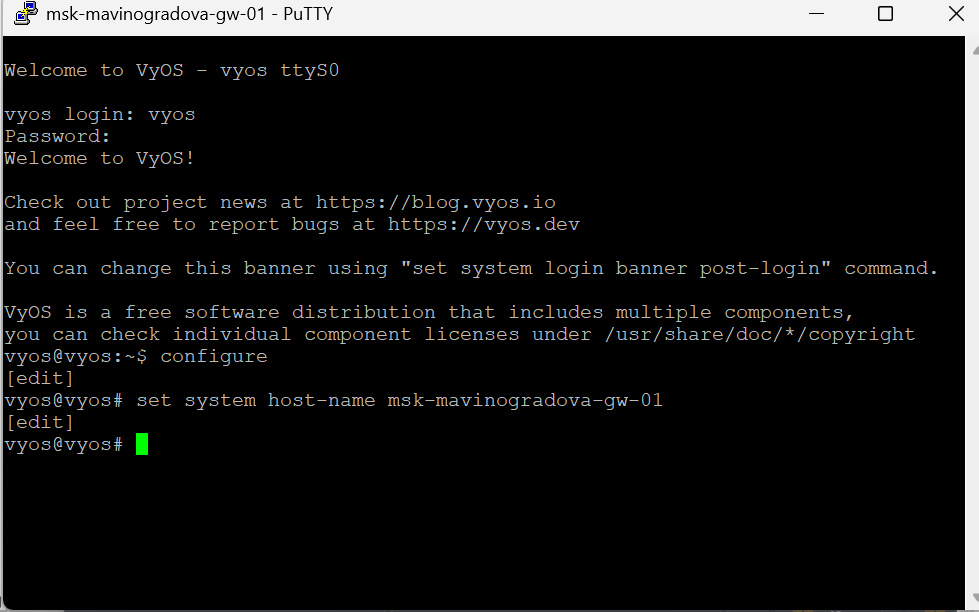 msk-mavinogradova-gw-01 - PuTTY
Welcome to VyOS - vyos ttyS0
vyos login: vyos
Password:
Welcome to VyOS!
Check out project news at https://blog.vyos.io
and feel free to report bugs at https://vyos.dev
You can change this banner using "set system login banner post-login" command.
VyOS is a free software distribution that includes multiple components,
you can check individual component licenses under /usr/share/doc/*/copyright
vyos@vyos:~$ configure
[edit]
vyos@vyos# set system host-name msk-mavinogradova-gw-01
[edit]
vyos@vyos#